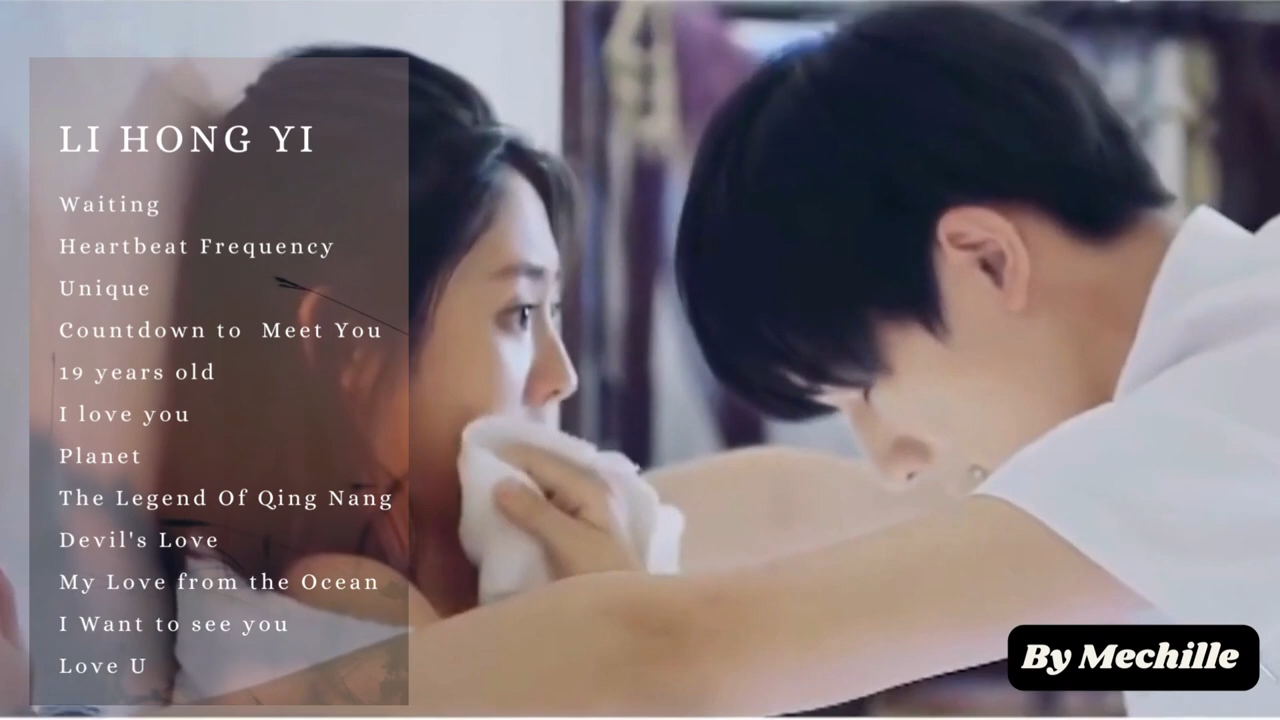 LI HONG YI
Waiting
Heartbeat Frequency
Unique
Countdown to  Meet You
19 years old
I love you
Planet
The Legend Of Qing Nang
Devil's Love
My Love from the Ocean
I Want to see you
Love U
By Mechille